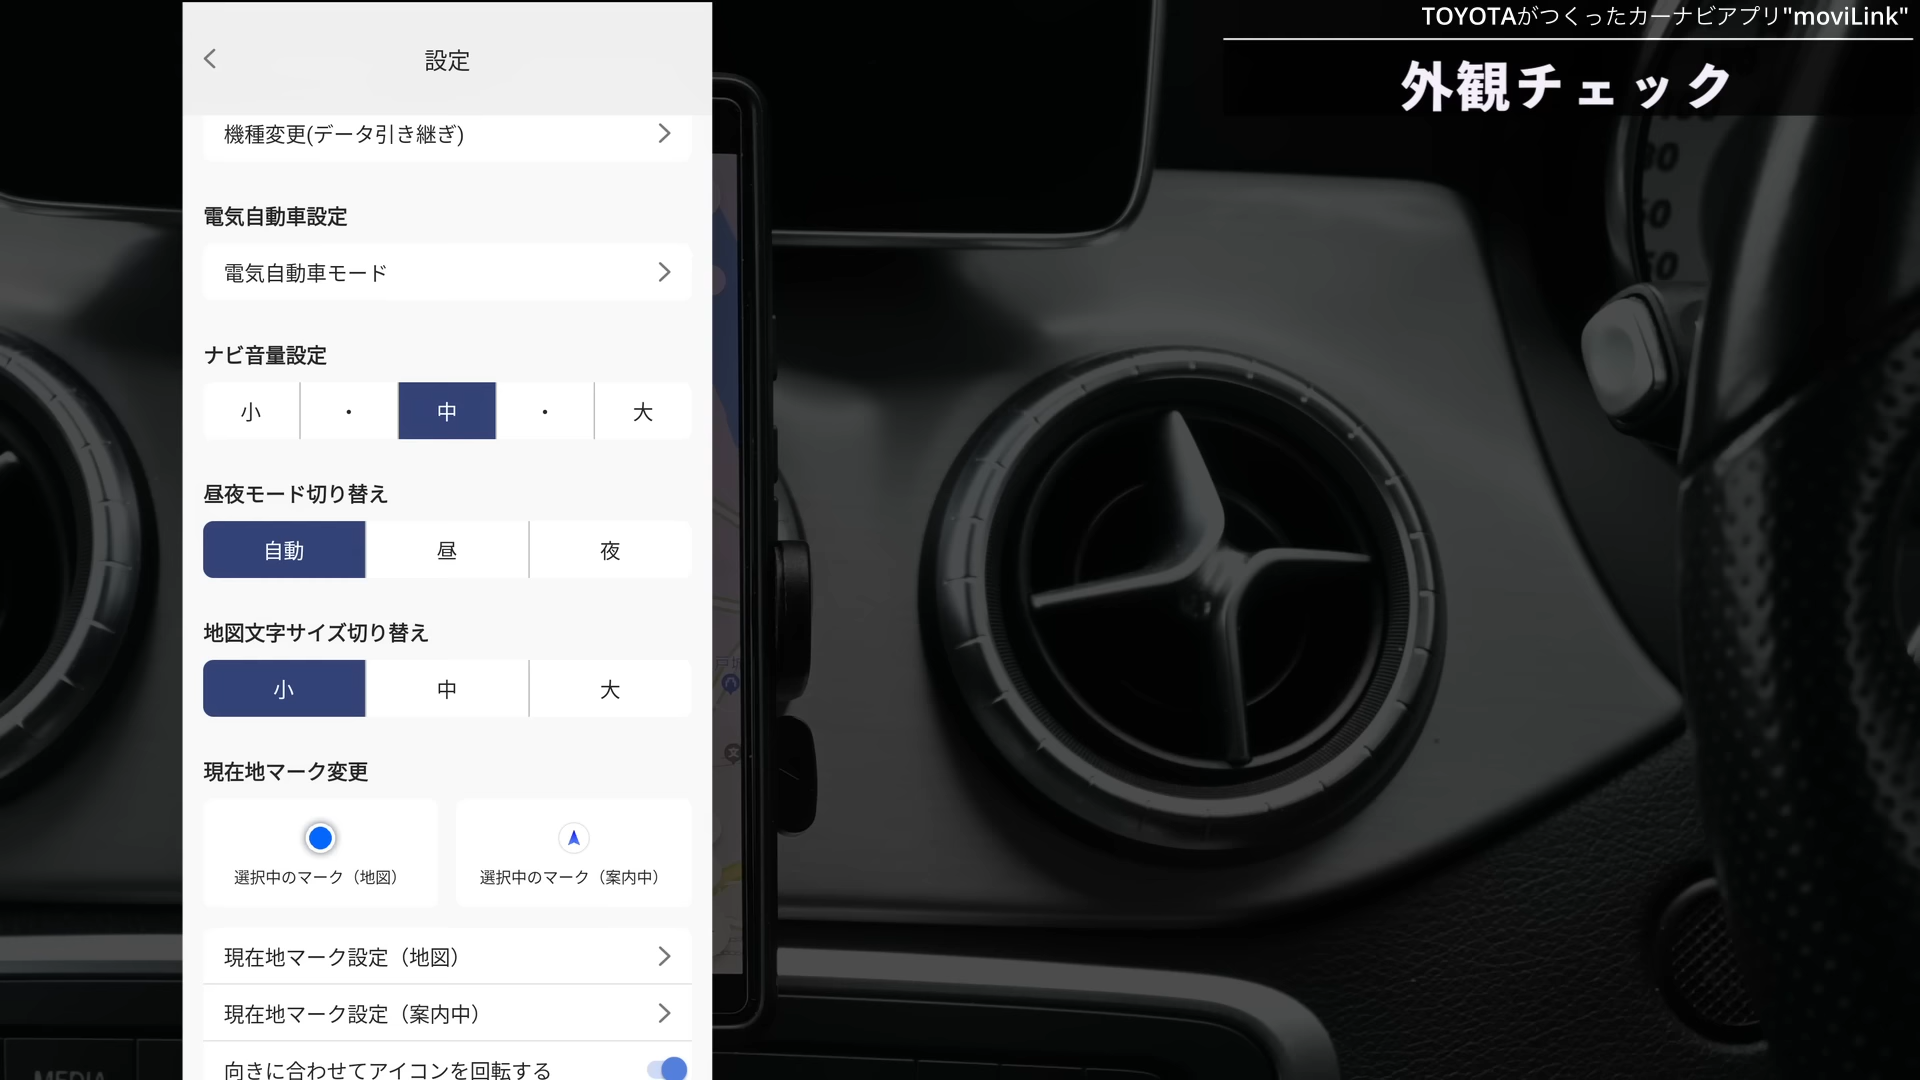 TOYOTAがつくったカーナビアプリ"moviLink"
外観チェック
設定
機種変更(データ引き継ぎ)
電気自動車設定
電気自動車モード
ナビ音量設定
小 ・ 中 ・ 大
昼夜モード切り替え
自動 昼 夜
地図文字サイズ切り替え
小 中 大
現在地マーク変更
選択中のマーク（地図） 選択中のマーク（案内中）
現在地マーク設定（地図）
現在地マーク設定（案内中）
向きに合わせてアイコンを回転する
MEDIA